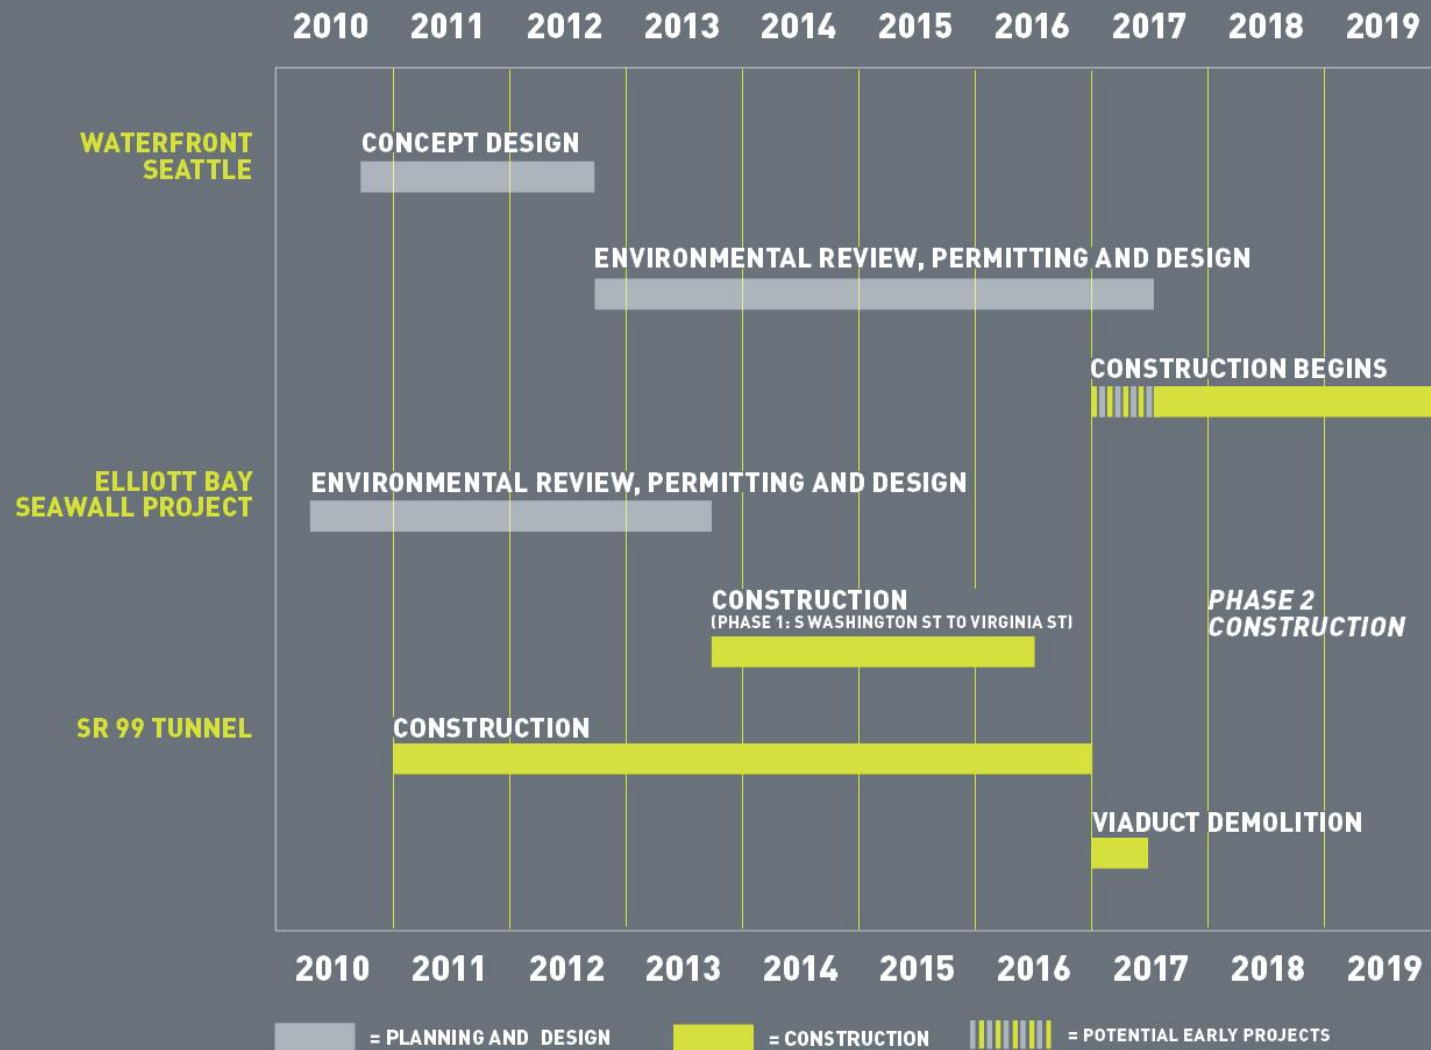 2010 2011 2012 2013 2014 2015 2016 2017 2018 2019
WATERFRONT
SEATTLE
CONCEPT DESIGN
ENVIRONMENTAL REVIEW, PERMITTING AND DESIGN
CONSTRUCTION BEGINS
ELLIOTT BAY
SEAWALL PROJECT
ENVIRONMENTAL REVIEW, PERMITTING AND DESIGN
CONSTRUCTION
(PHASE 1: S WASHINGTON ST TO VIRGINIA ST)
PHASE 2
CONSTRUCTION
SR 99 TUNNEL
CONSTRUCTION
VIADUCT DEMOLITION
2010 2011 2012 2013 2014 2015 2016 2017 2018 2019
= PLANNING AND DESIGN
= CONSTRUCTION
= POTENTIAL EARLY PROJECTS